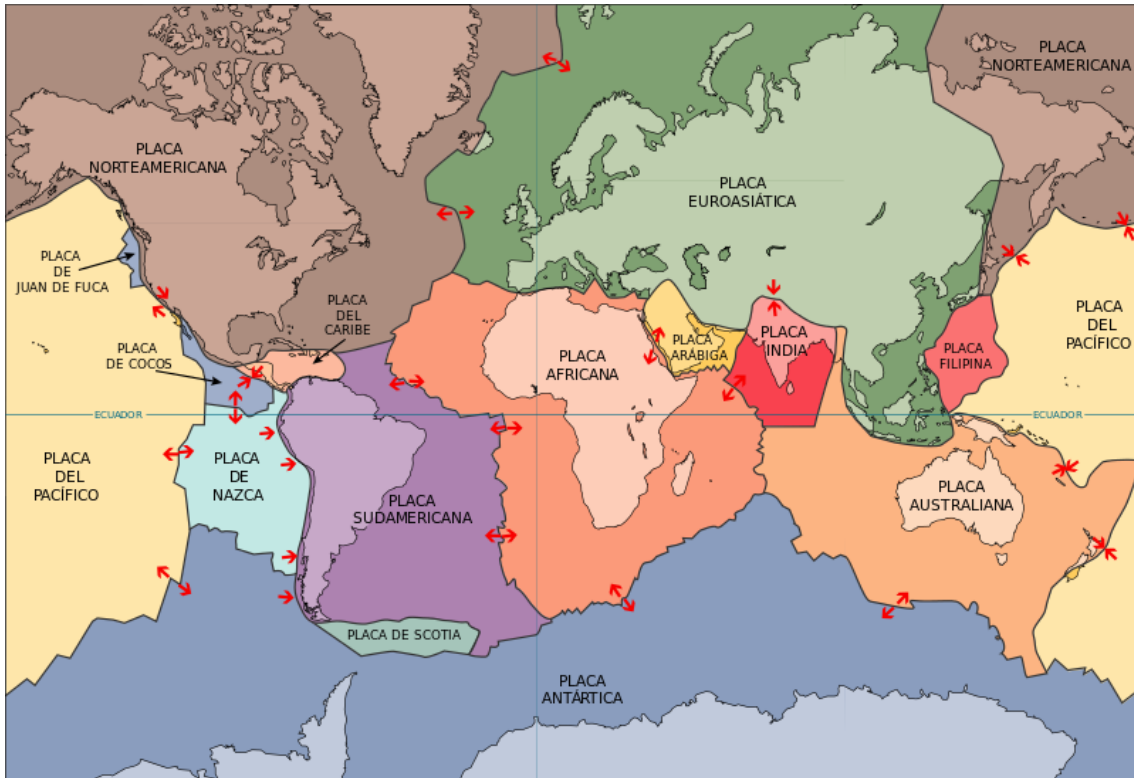 PLACA
NORTEAMERICANA
PLACA
NORTEAMERICANA
PLACA
EUROASIÁTICA
PLACA
DE
JUAN DE FUCA
PLACA
DEL
CARIBE
PLACA
DE COCOS
PLACA
AFRICANA
PLACA
ARÁBIGA
PLACA
INDIA
PLACA
FILIPINA
PLACA
DEL
PACÍFICO
ECUADOR
ECUADOR
PLACA
DEL
PACÍFICO
PLACA
DE
NAZCA
PLACA
SUDAMERICANA
PLACA
AUSTRALIANA
PLACA DE SCOTIA
PLACA
ANTÁRTICA